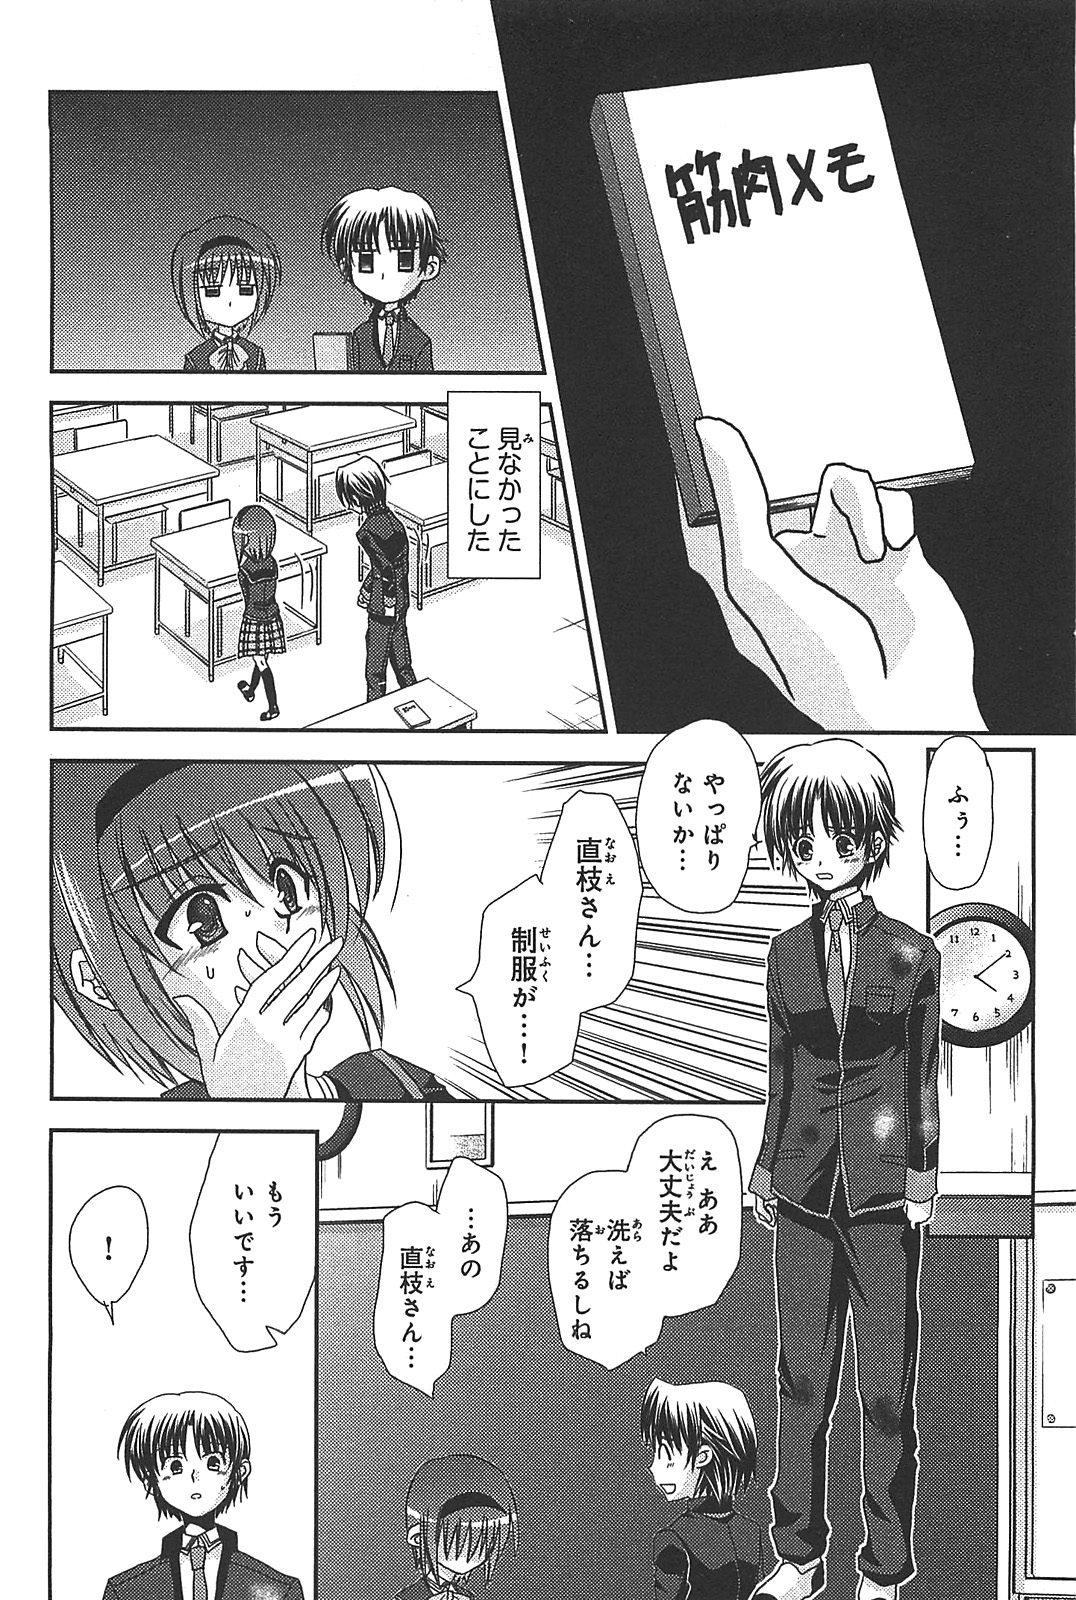 筋肉メモ
見なかった
ことにした
ふぅ…
やっぱり
ないか…
直枝さん…
制服が…！
え ああ
大丈夫だよ
洗えば
落ちるしね
…あの
直枝さん…
もう
いいです…
！